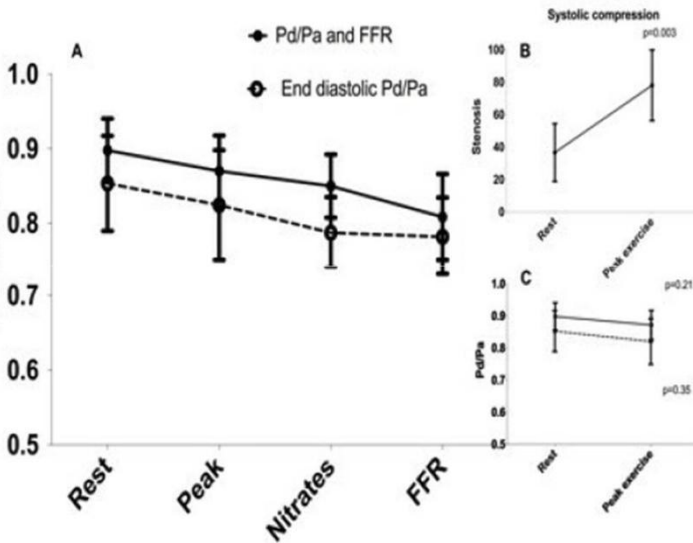 A
Pd/Pa and FFR
End diastolic Pd/Pa
1.0
0.9
0.8
0.7
0.6
0.5
Rest
Peak
Nitrates
FFR
Systolic compression
p=0.003
B
Stenosis
100
80
60
40
20
0
Rest
Peak exercise
C
p=0.21
Pd/Pa
1.0
0.9
0.8
0.7
0.6
0.5
p=0.35
Rest
Peak exercise